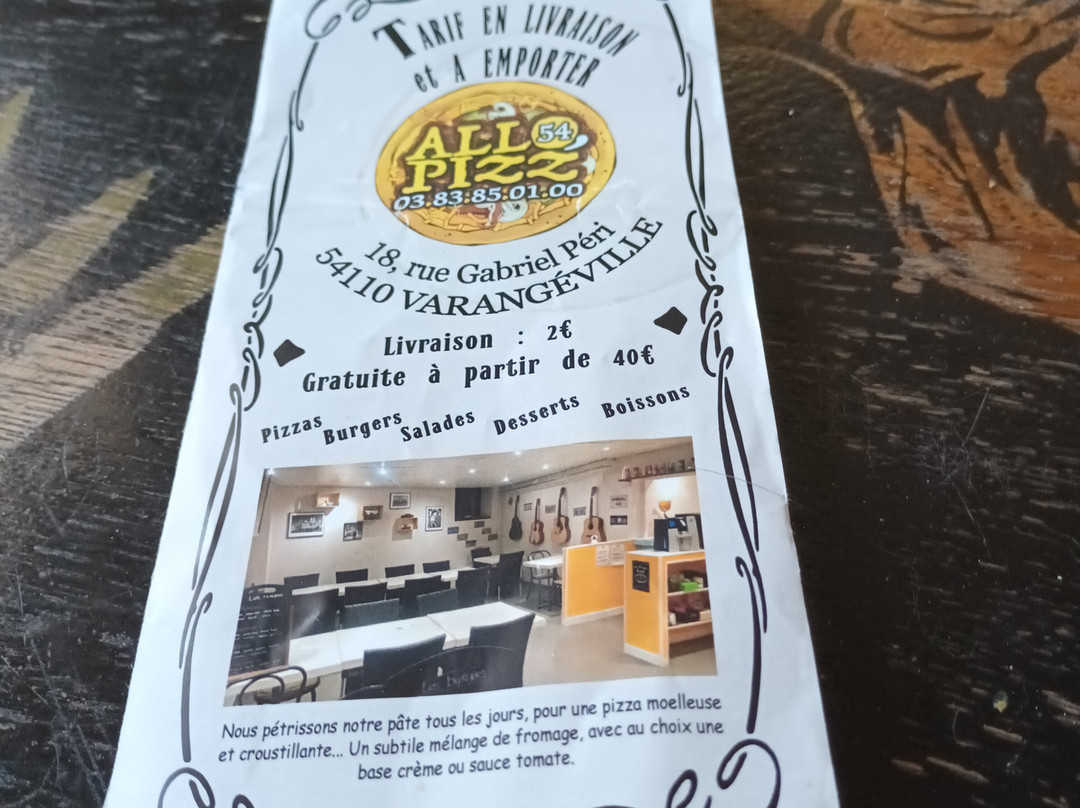 TARIF EN LIVRAISON
et A EMPORTER
ALLO 54
PIZZ
03.83.85.01.00
18, rue Gabriel Péri
54110 VARANGÉVILLE
Livraison : 2€
Gratuite à partir de 40€
Pizzas Burgers Salades Desserts Boissons
Nous pétrissons notre pâte tous les jours, pour une pizza moelleuse
et croustillante... Un subtile mélange de fromage, avec au choix une
base crème ou sauce tomate.